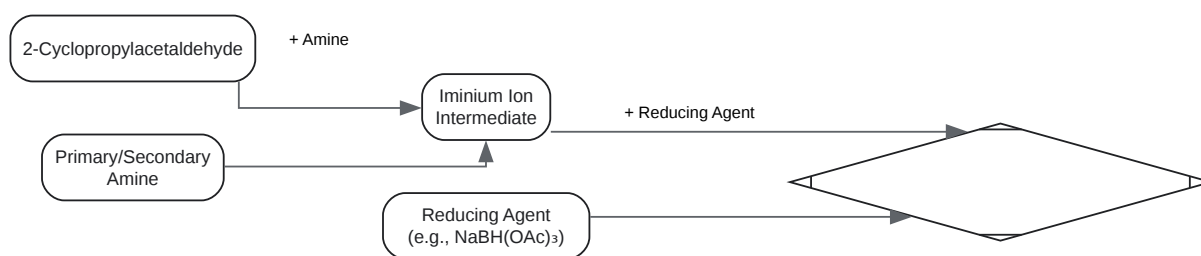 2-Cyclopropylacetaldehyde
+ Amine
Iminium Ion
Intermediate
+ Reducing Agent
Primary/Secondary
Amine
Reducing Agent
(e.g., NaBH(OAc)₃)